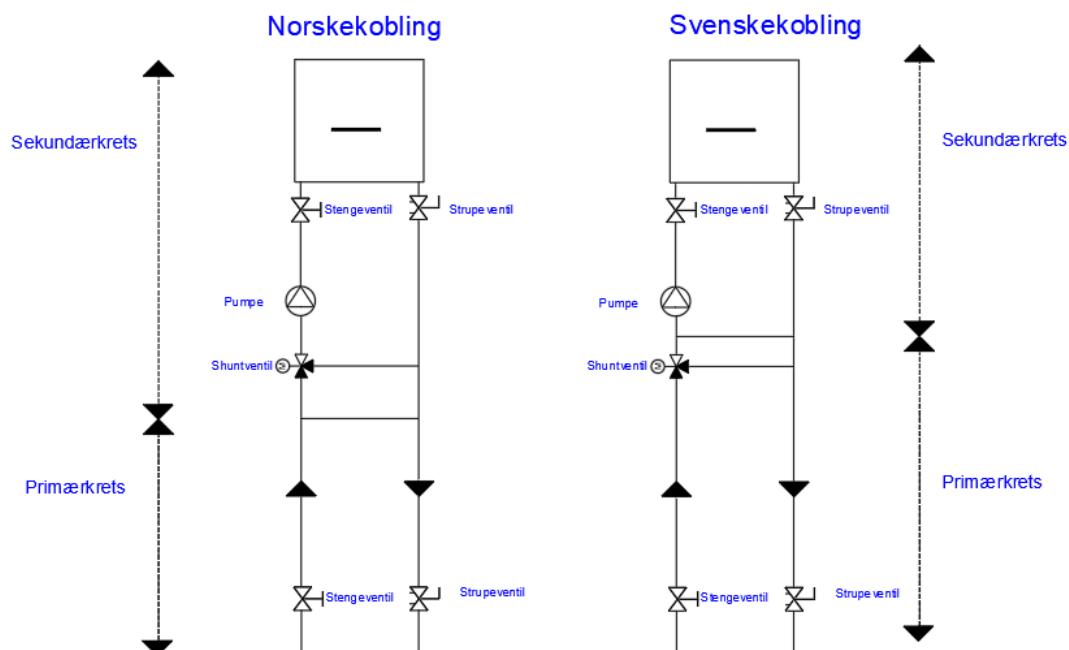 Norskekobling
Svenskekobling
Sekundærkrets
Sekundærkrets
Stengeventil
Strupeventil
Stengeventil
Strupeventil
Pumpe
Pumpe
Shuntventil
M
Shuntventil
M
Primærkrets
Primærkrets
Stengeventil
Strupeventil
Stengeventil
Strupeventil